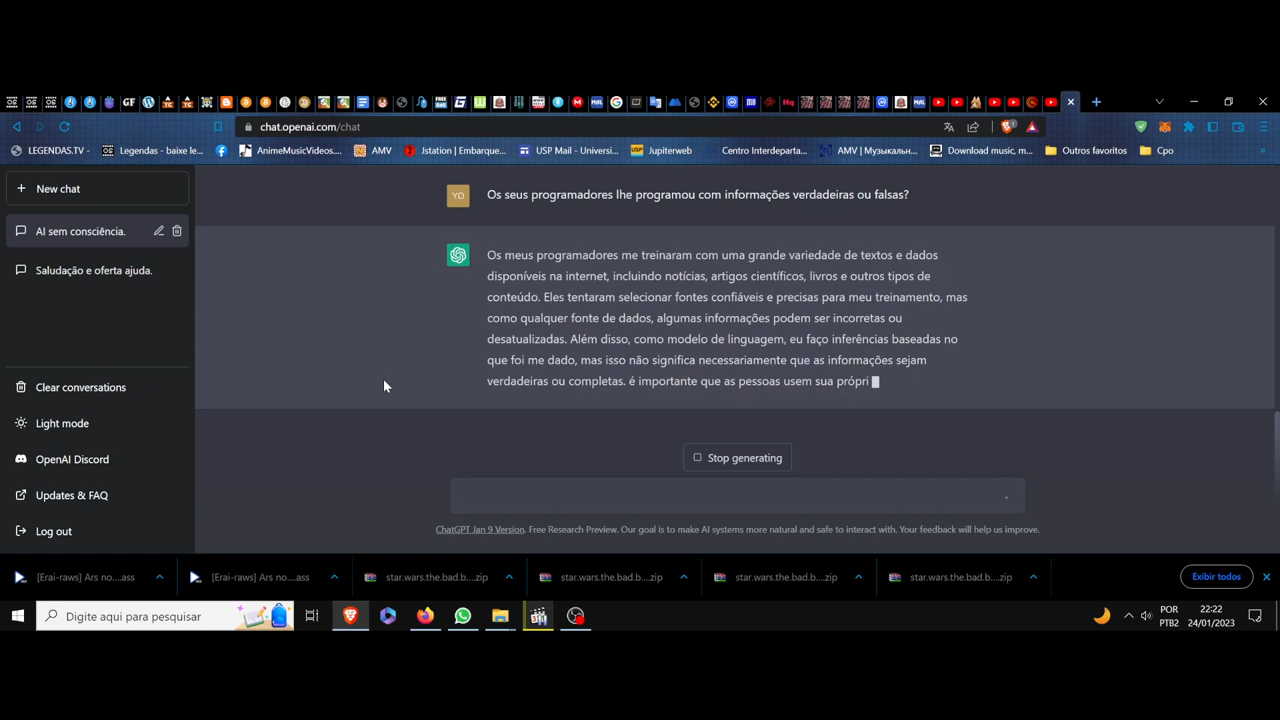 GF
Hq
chat.openai.com/chat
1
LEGENDAS.TV -
Legendas - baixe le...
AnimeMusicVideos....
AMV
Jstation | Embarque...
USP Mail - Universi...
Jupiterweb
Centro Interdeparta...
AMV | Музыкальн...
Download music, m...
Outros favoritos
Cpo
New chat
AI sem consciência.
Saludação e oferta ajuda.
Clear conversations
Light mode
OpenAI Discord
Updates & FAQ
Log out
YO
Os seus programadores lhe programou com informações verdadeiras ou falsas?
Os meus programadores me treinaram com uma grande variedade de textos e dados
disponíveis na internet, incluindo notícias, artigos científicos, livros e outros tipos de
conteúdo. Eles tentaram selecionar fontes confiáveis e precisas para meu treinamento, mas
como qualquer fonte de dados, algumas informações podem ser incorretas ou
desatualizadas. Além disso, como modelo de linguagem, eu faço inferências baseadas no
que foi me dado, mas isso não significa necessariamente que as informações sejam
verdadeiras ou completas. é importante que as pessoas usem sua própri
Stop generating
ChatGPT Jan 9 Version. Free Research Preview. Our goal is to make AI systems more natural and safe to interact with. Your feedback will help us improve.
[Erai-raws] Ars no....ass
[Erai-raws] Ars no....ass
star.wars.the.bad.b....zip
star.wars.the.bad.b....zip
star.wars.the.bad.b....zip
star.wars.the.bad.b....zip
Exibir todos
Digite aqui para pesquisar
POR
PTB2
22:22
24/01/2023